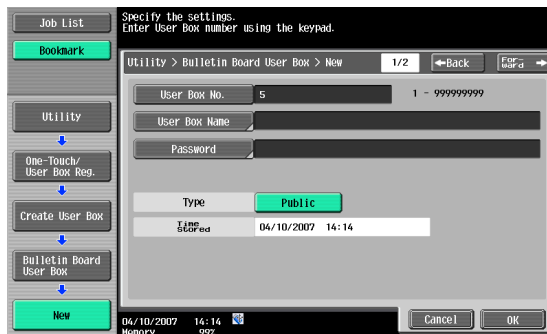 Job List
Bookmark
Utility
One-Touch/
User Box Reg.
Create User Box
Bulletin Board
User Box
New
Specify the settings.
Enter User Box number using the keypad.
Utility > Bulletin Board User Box > New
1/2
←Back
For-
ward →
User Box No.
5
1 - 999999999
User Box Name
Password
Type
Public
Time
Stored
04/10/2007 14:14
04/10/2007 14:14
Memory 99%
Cancel
OK